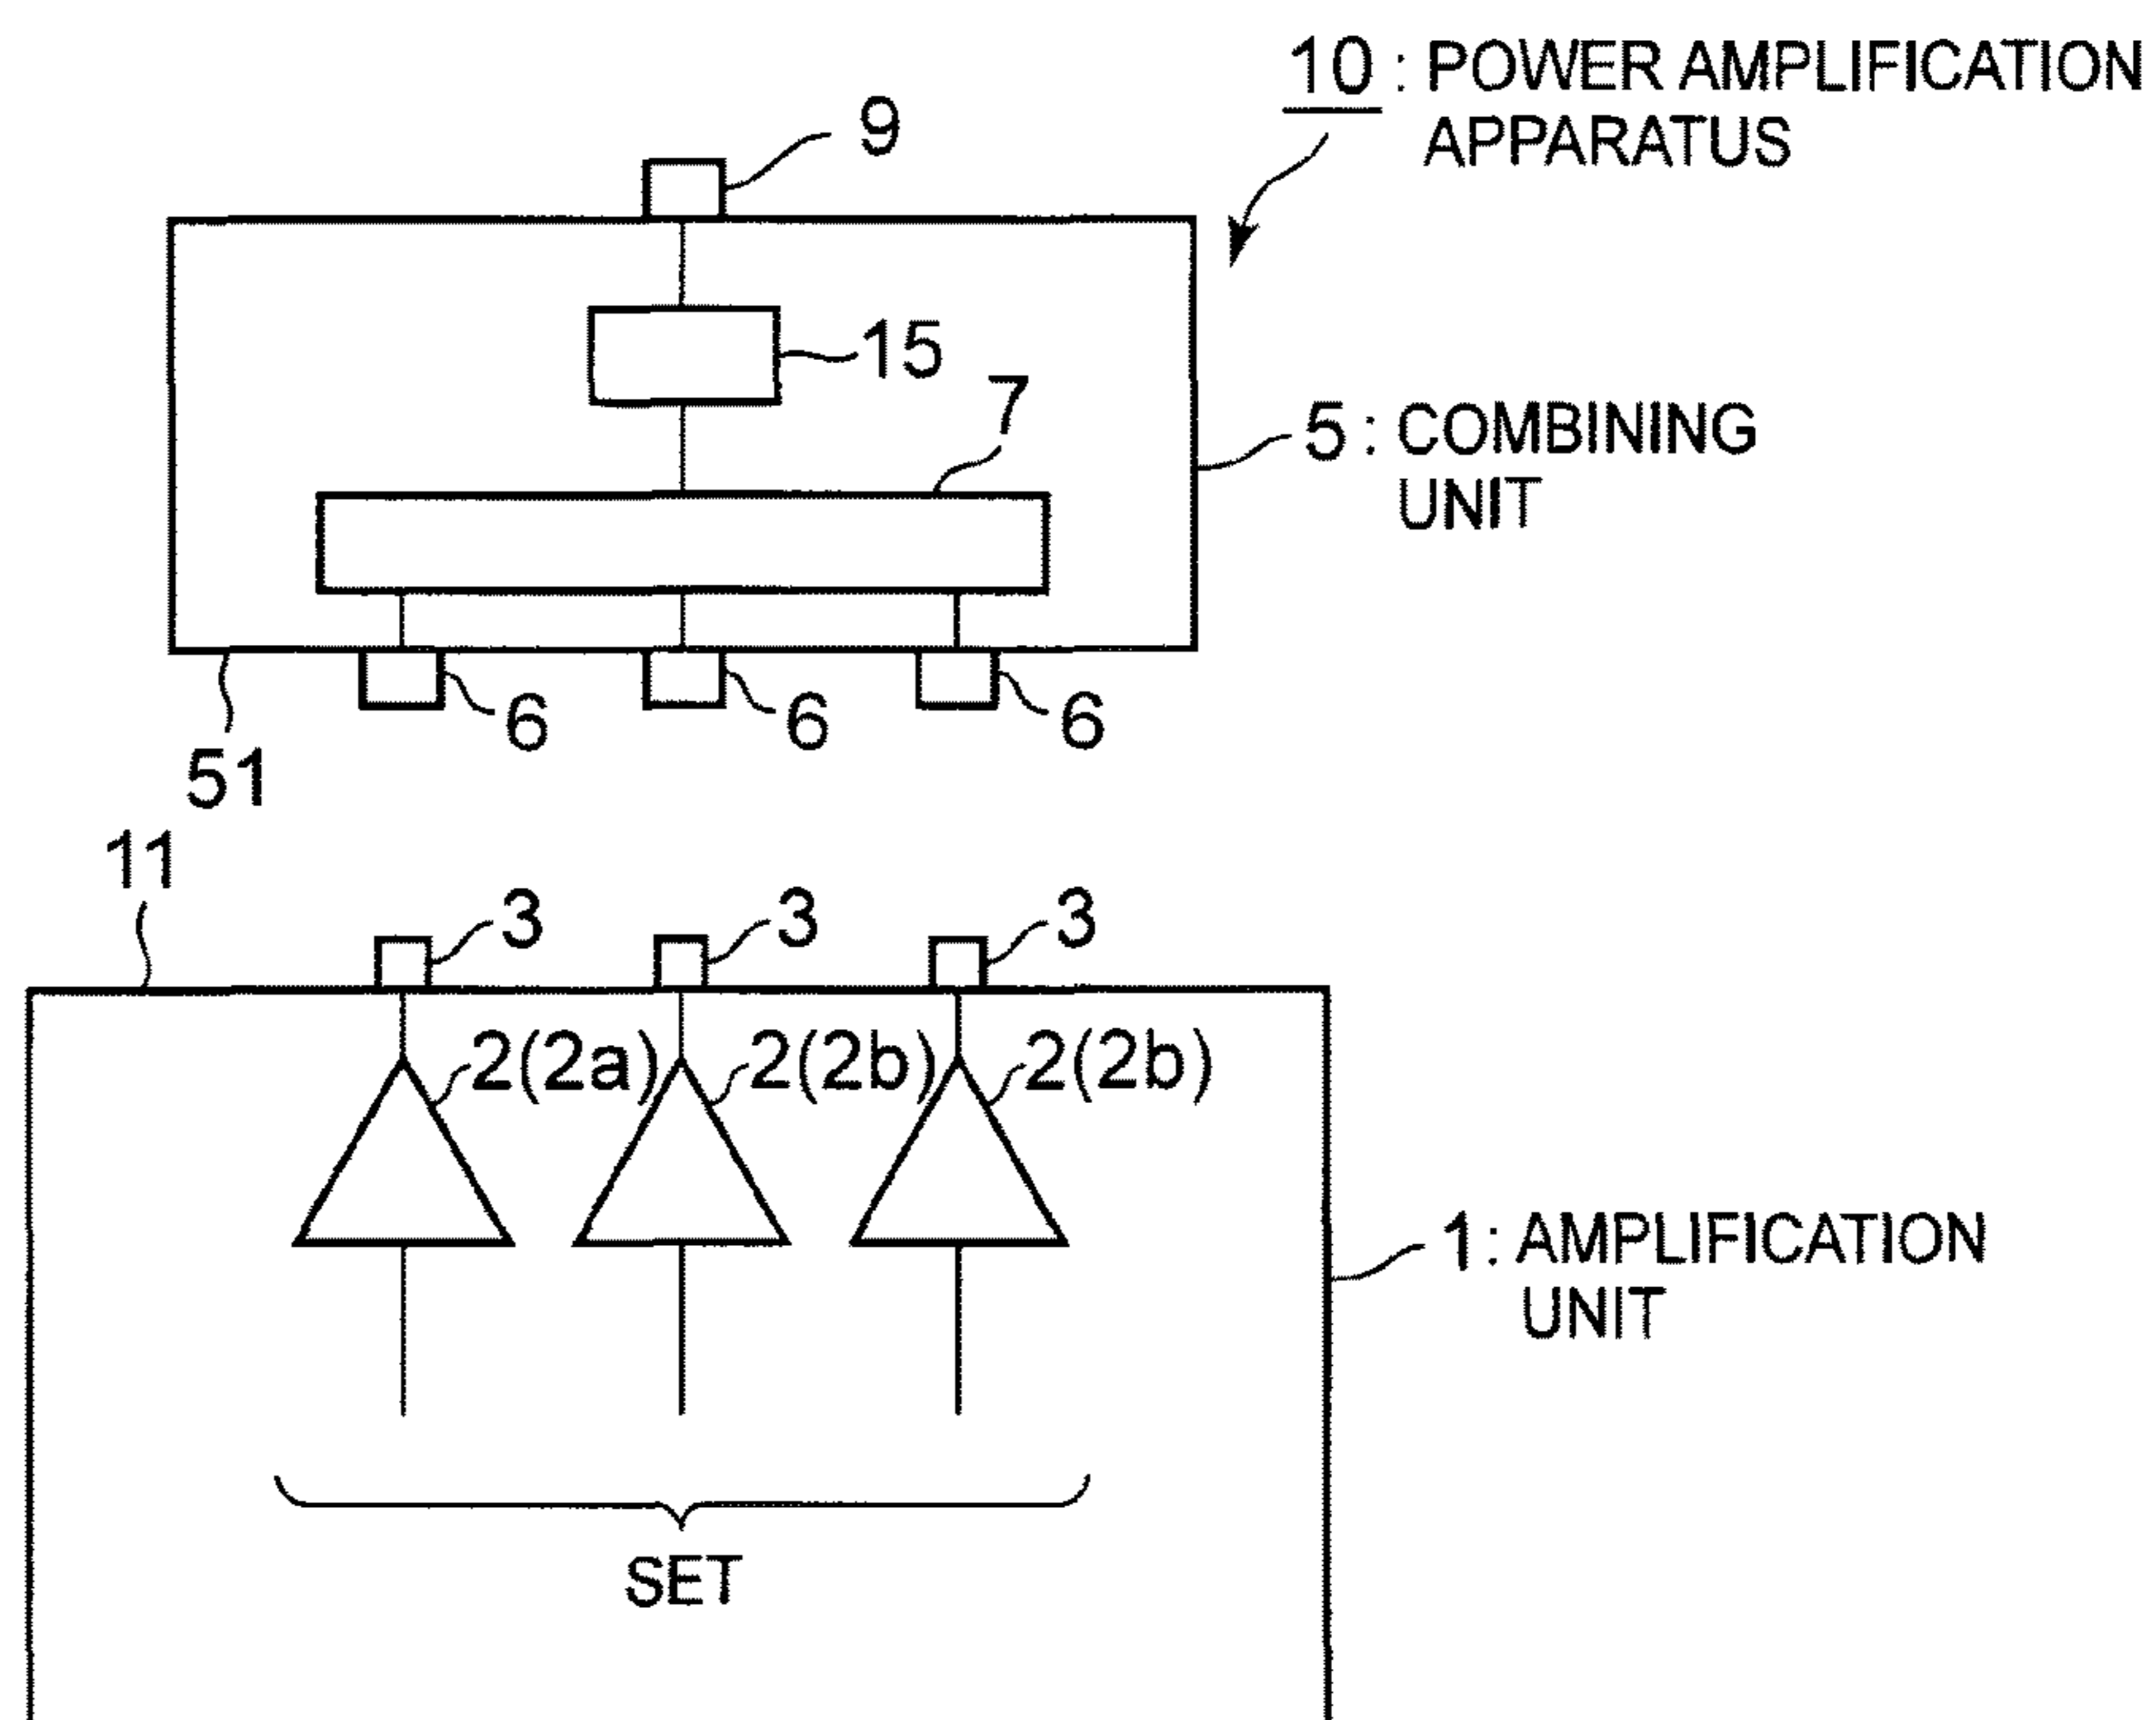 10 : POWER AMPLIFICATION
APPARATUS
9
15
7
5 : COMBINING
UNIT
6 6 6
51
11
3 3 3
2(2a) 2(2b) 2(2b)
1 : AMPLIFICATION
UNIT
SET